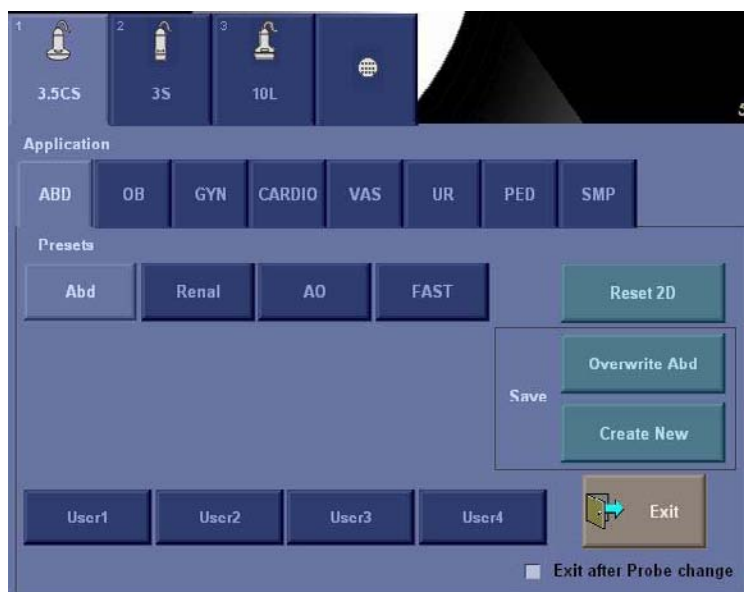 1 2 3
3.5CS 3S 10L
5
Application
ABD OB GYN CARDIO VAS UR PED SMP
Presets
Abd Renal AO FAST Reset 2D
Overwrite Abd
Save
Create New
User1 User2 User3 User4 Exit
Exit after Probe change